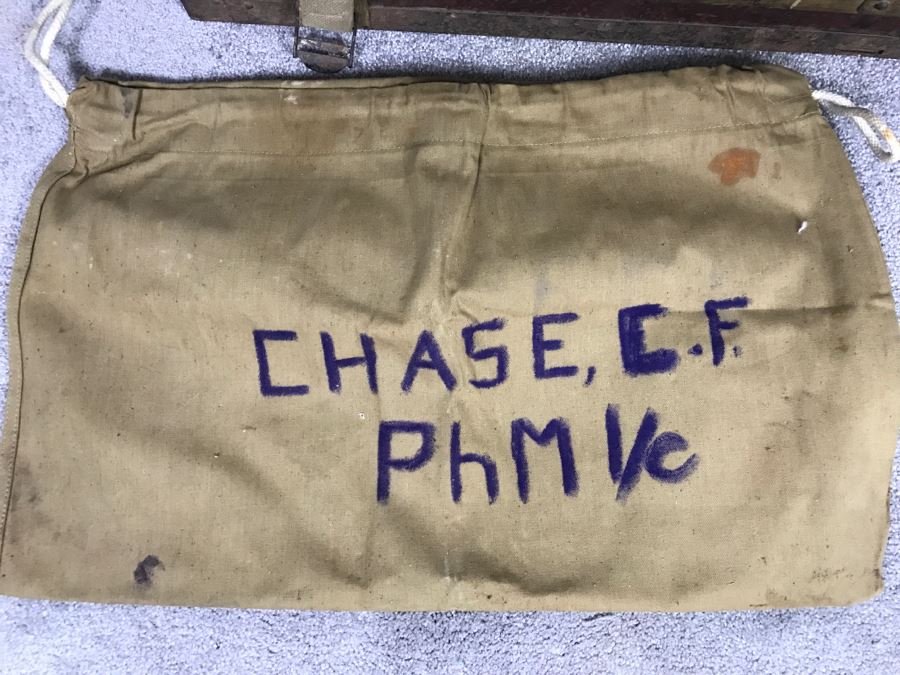 CHASE, C.F.
PhM 1/c